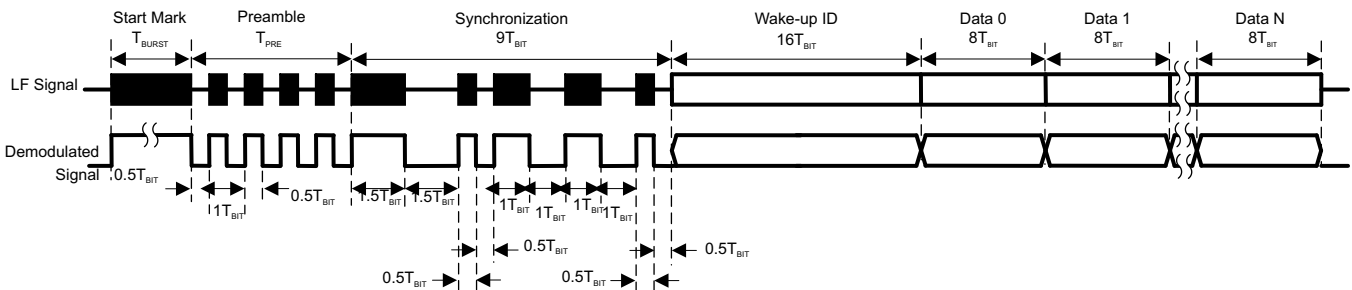 Start Mark Preamble Synchronization Wake-up ID Data 0 Data 1 Data N
T_BURST T_PRE 9T_BIT 16T_BIT 8T_BIT 8T_BIT 8T_BIT
LF Signal
Demodulated
Signal
0.5T_BIT 0.5T_BIT 1.5T_BIT 1.5T_BIT
1T_BIT 1T_BIT 1T_BIT 1T_BIT 1T_BIT
0.5T_BIT 0.5T_BIT
0.5T_BIT 0.5T_BIT